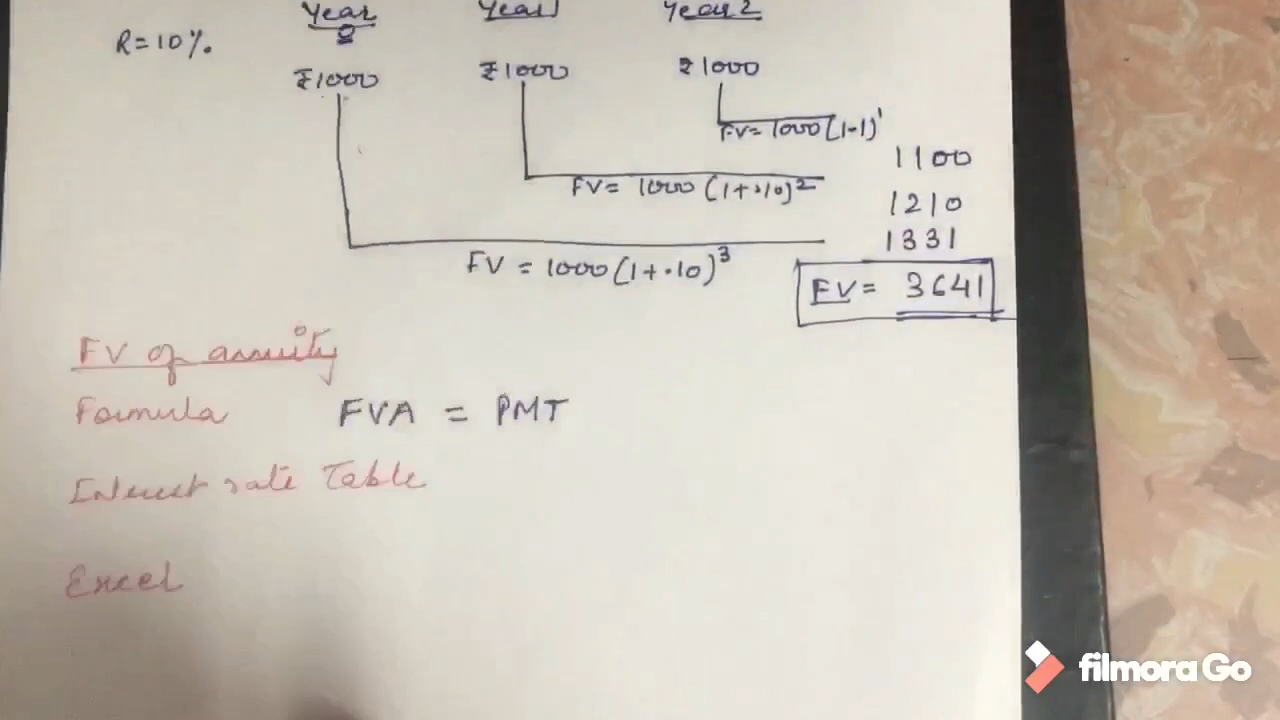 Year Year 1 Year 2
0
R = 10%.
₹1000 ₹1000 ₹1000
FV = 1000 (1-1)¹
1100
FV = 1000 (1+.10)²
1210
1331
FV = 1000 (1+.10)³
FV = 3641
FV of annuity
Formula FVA = PMT
Interest rate Table
Excel
filmoraGo